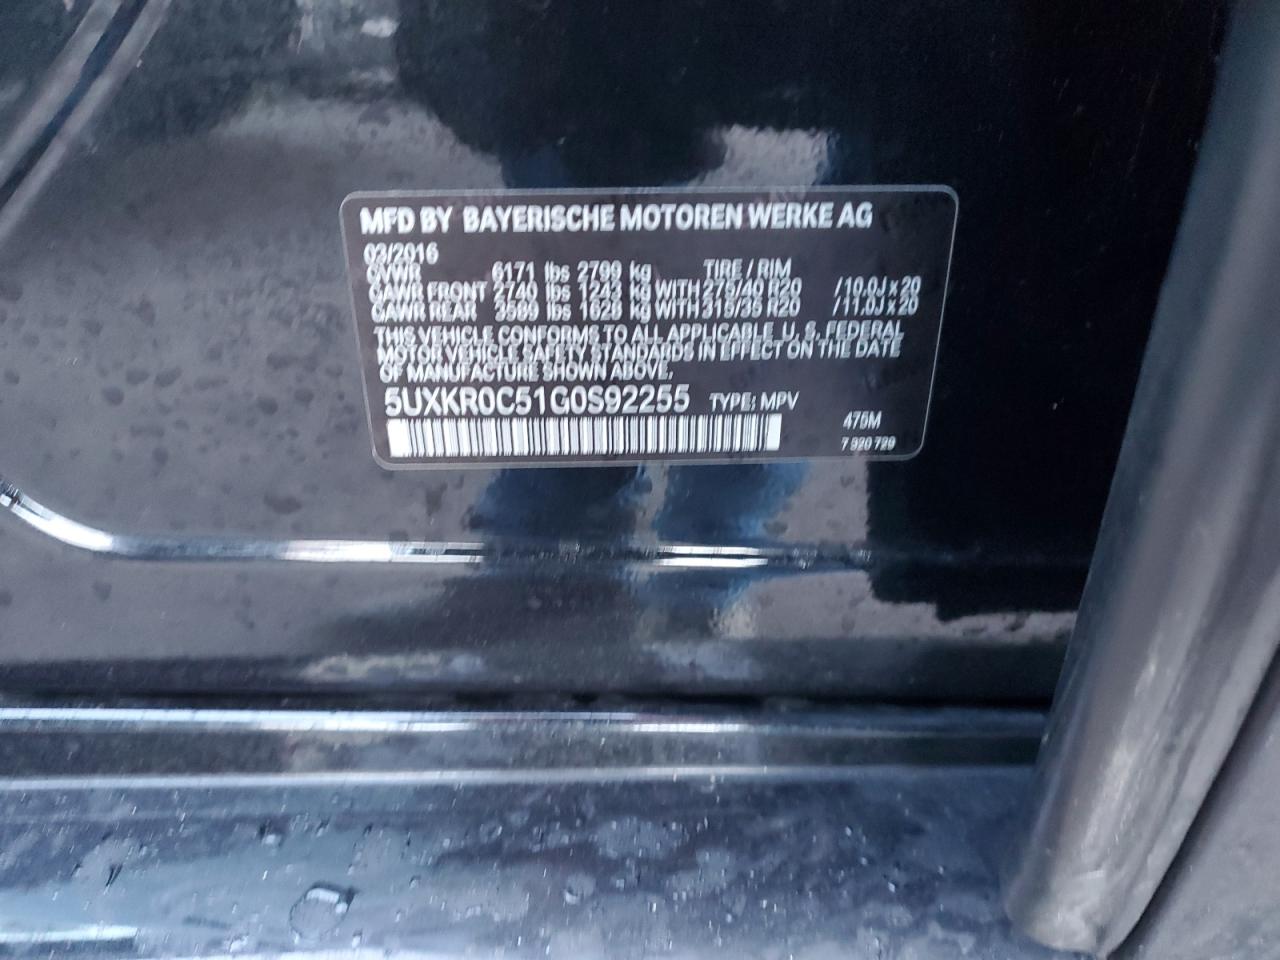 MFD BY BAYERISCHE MOTOREN WERKE AG
03/2016
GVWR 6171 lbs 2799 kg TIRE / RIM
GAWR FRONT 2740 lbs 1243 kg WITH 275/40 R20 /10.0J x 20
GAWR REAR 3589 lbs 1628 kg WITH 315/35 R20 /11.0J x 20
THIS VEHICLE CONFORMS TO ALL APPLICABLE U. S. FEDERAL
MOTOR VEHICLE SAFETY STANDARDS IN EFFECT ON THE DATE
OF MANUFACTURE SHOWN ABOVE.
5UXKR0C51G0S92255 TYPE: MPV
475M
7 920 729